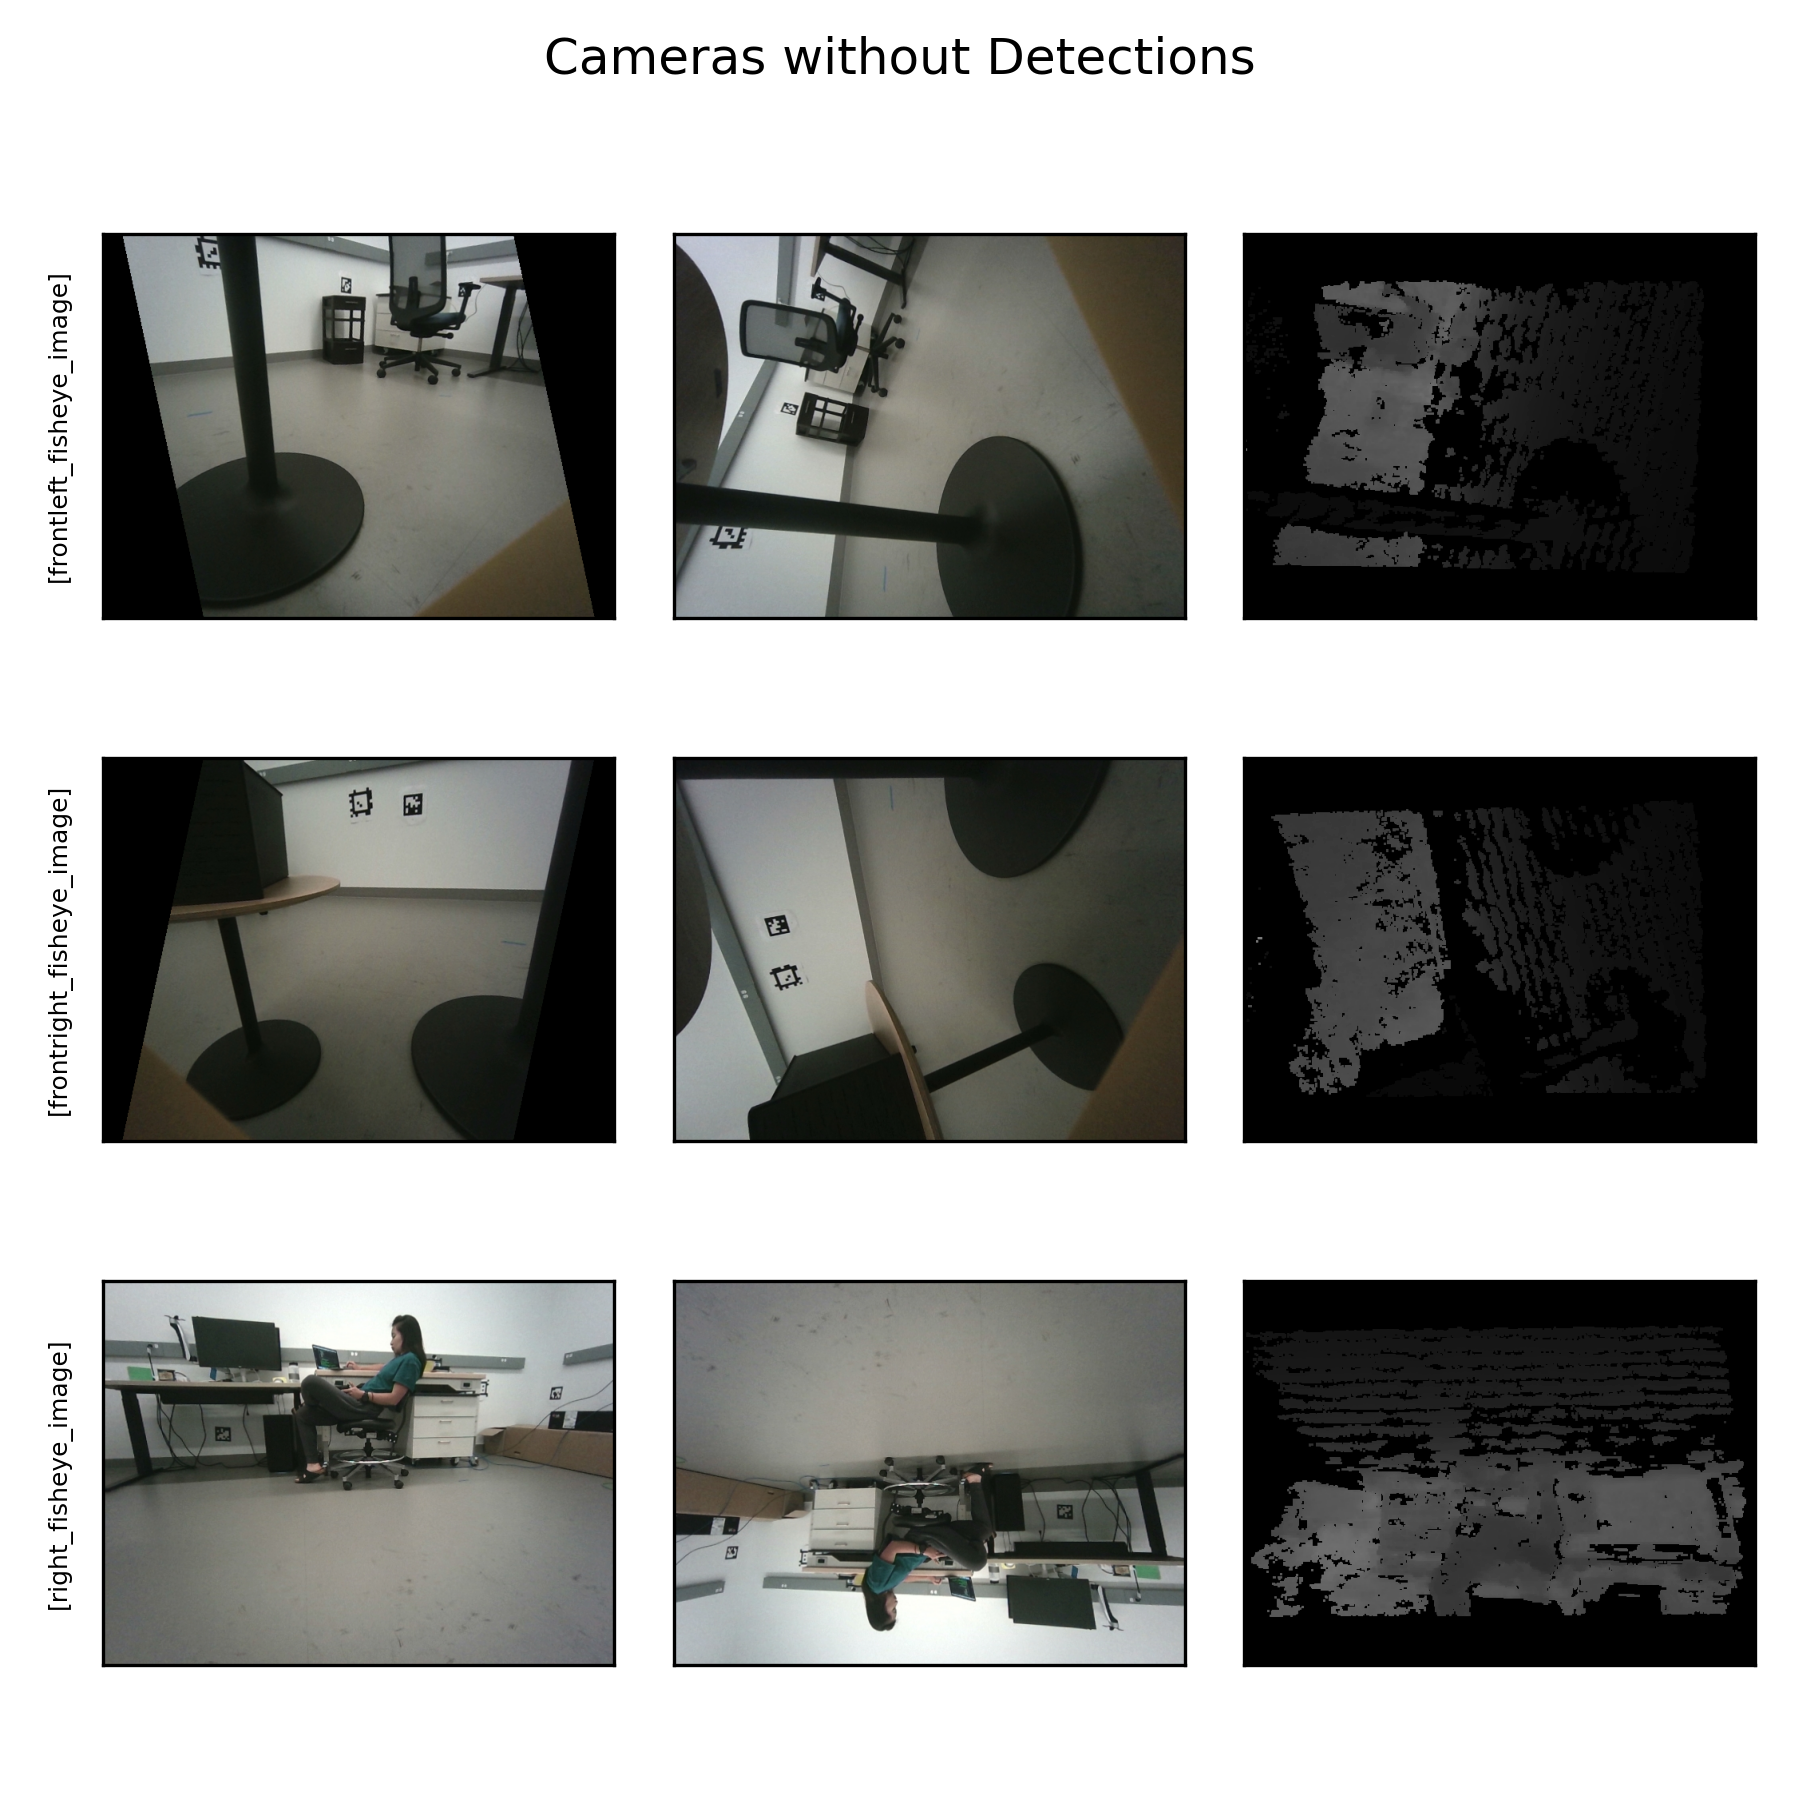 Cameras without Detections
[frontleft_fisheye_image]
[frontright_fisheye_image]
[right_fisheye_image]